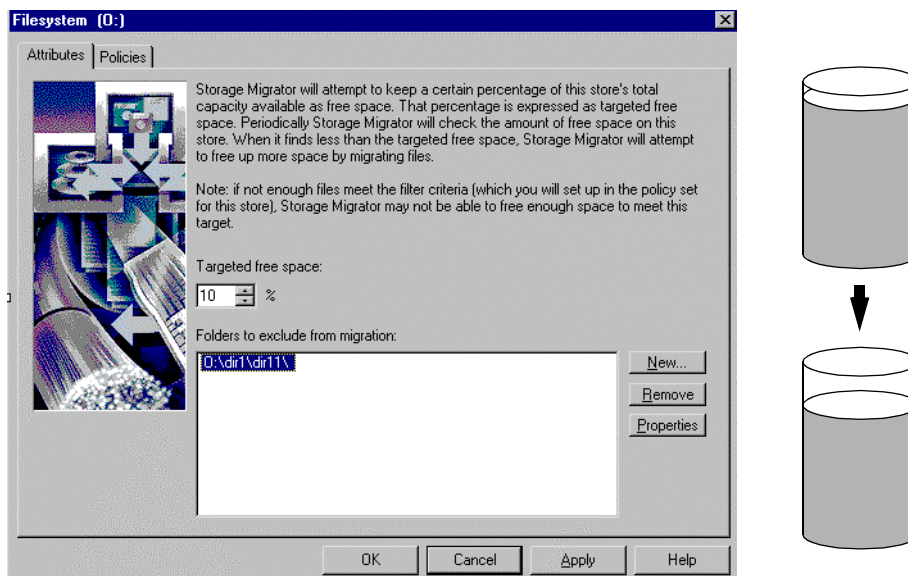 Filesystem (O:)
Attributes
Policies
Storage Migrator will attempt to keep a certain percentage of this store's total
capacity available as free space. That percentage is expressed as targeted free
space. Periodically Storage Migrator will check the amount of free space on this
store. When it finds less than the targeted free space, Storage Migrator will attempt
to free up more space by migrating files.
Note: if not enough files meet the filter criteria (which you will set up in the policy set
for this store), Storage Migrator may not be able to free enough space to meet this
target.
Targeted free space:
10 %
Folders to exclude from migration:
O:\dir1\dir11\
New...
Remove
Properties
OK
Cancel
Apply
Help